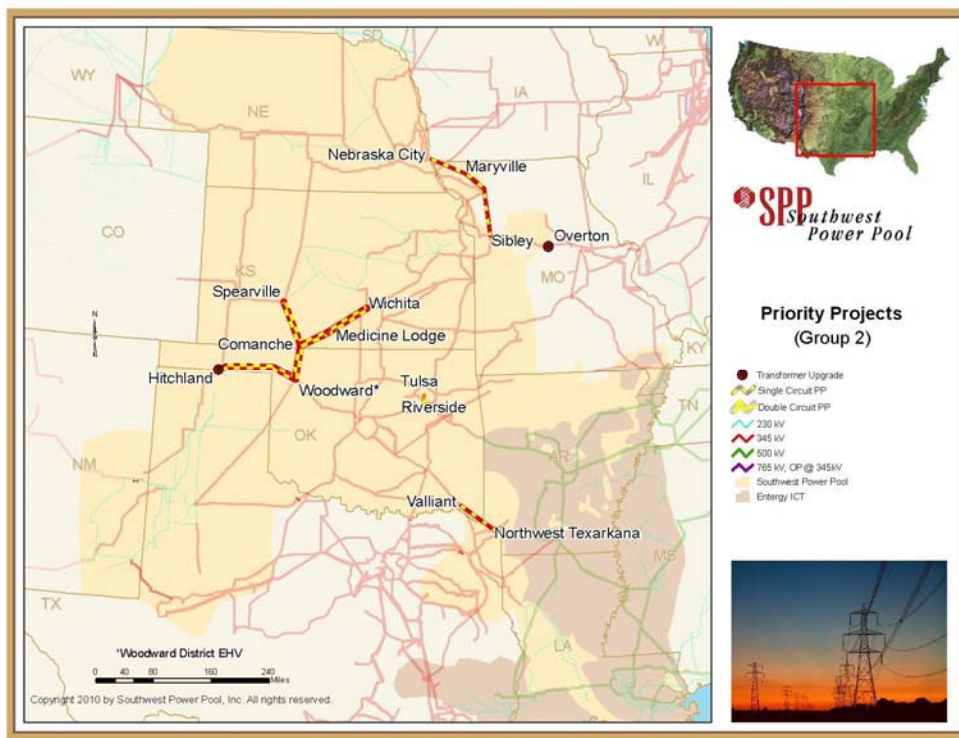 SD
WY
WI
IA
NE
Nebraska City
Maryville
IL
CO
Sibley
Overton
MO
KS
Spearville
Wichita
Medicine Lodge
Comanche
KY
Hitchland
Woodward*
Tulsa
Riverside
TN
OK
AR
NM
Valliant
Northwest Texarkana
MS
TX
LA
N
*Woodward District EHV
0 40 80 160 240
Miles
Copyright 2010 by Southwest Power Pool, Inc. All rights reserved.
SPP
Southwest
Power Pool
Priority Projects
(Group 2)
Transformer Upgrade
Single Circuit PP
Double Circuit PP
230 kV
345 kV
500 kV
765 kV, OP @ 345kV
Southwest Power Pool
Entergy ICT